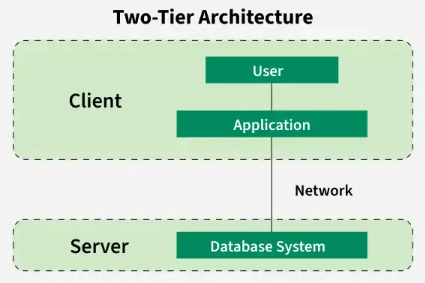 Two-Tier Architecture
User
Client
Application
Network
Server
Database System